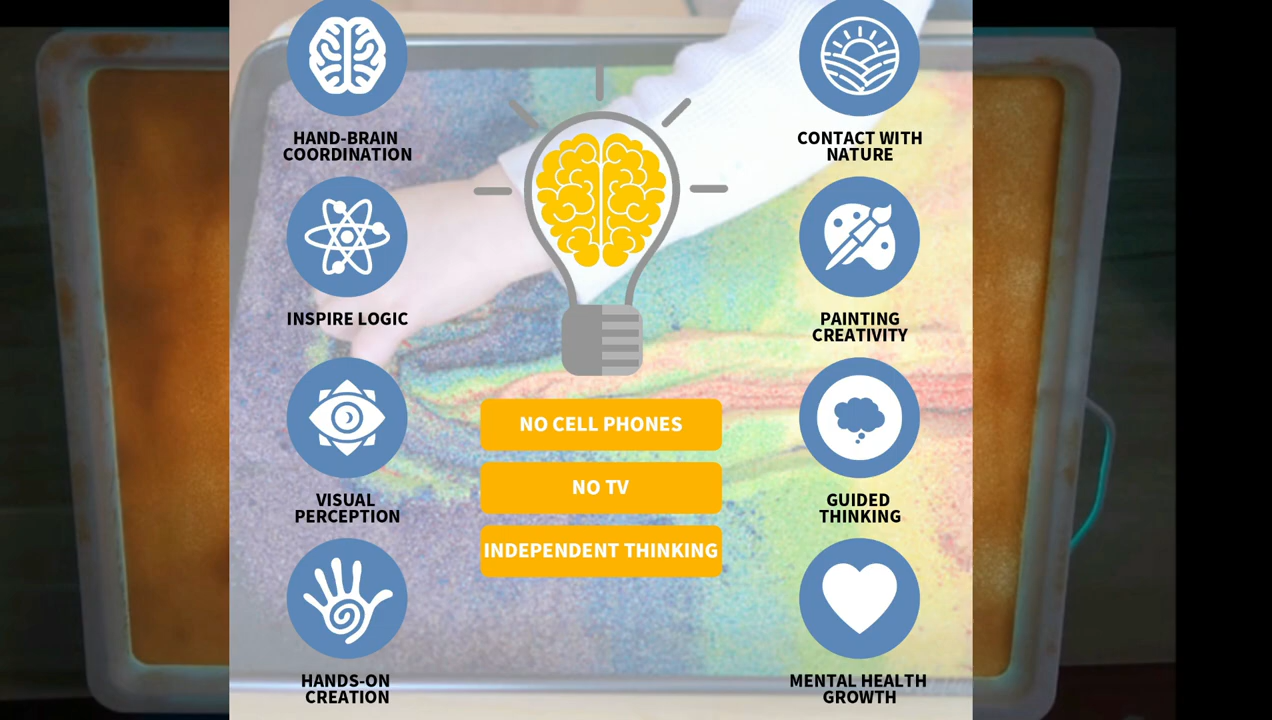 HAND-BRAIN
COORDINATION
INSPIRE LOGIC
VISUAL
PERCEPTION
HANDS-ON
CREATION
NO CELL PHONES
NO TV
INDEPENDENT THINKING
CONTACT WITH
NATURE
PAINTING
CREATIVITY
GUIDED
THINKING
MENTAL HEALTH
GROWTH